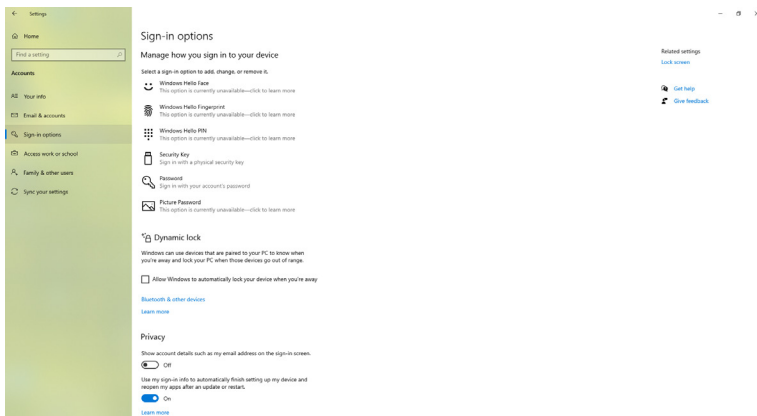 Settings
Home
Find a setting
Accounts
Your info
Email & accounts
Sign-in options
Access work or school
Family & other users
Sync your settings
Sign-in options
Manage how you sign in to your device
Select a sign-in option to add, change, or remove it.
Windows Hello Face
This option is currently unavailable—click to learn more
Windows Hello Fingerprint
This option is currently unavailable—click to learn more
Windows Hello PIN
This option is currently unavailable—click to learn more
Security Key
Sign in with a physical security key
Password
Sign in with your account's password
Picture Password
This option is currently unavailable—click to learn more
Dynamic lock
Windows can use devices that are paired to your PC to know when
you're away and lock your PC when those devices go out of range.
Allow Windows to automatically lock your device when you're away
Bluetooth & other devices
Learn more
Privacy
Show account details such as my email address on the sign-in screen.
Off
Use my sign-in info to automatically finish setting up my device and
reopen my apps after an update or restart.
On
Learn more
Related settings
Lock screen
Get help
Give feedback